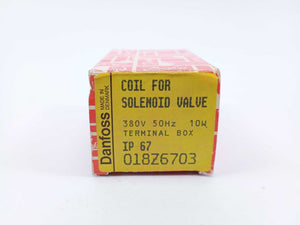 MADE IN
DENMARK
Danfoss
COIL FOR
SOLENOID VALVE
380V 50Hz 10W
TERMINAL BOX
IP 67
018Z6703